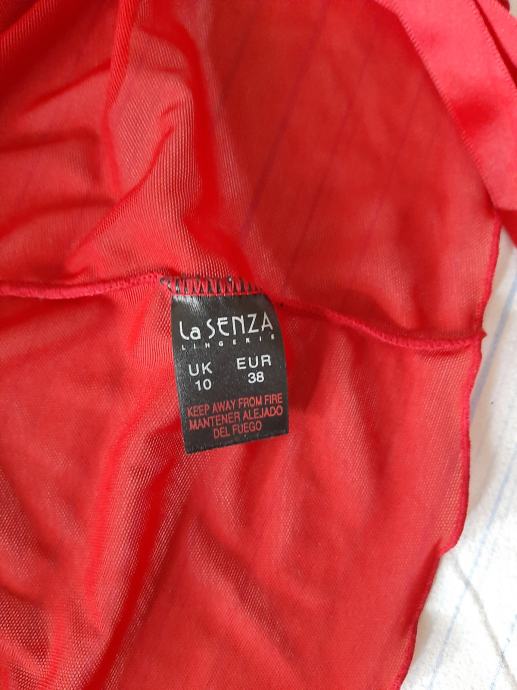 La SENZA
LINGERIE
UK EUR
10 38
KEEP AWAY FROM FIRE
MANTENER ALEJADO
DEL FUEGO